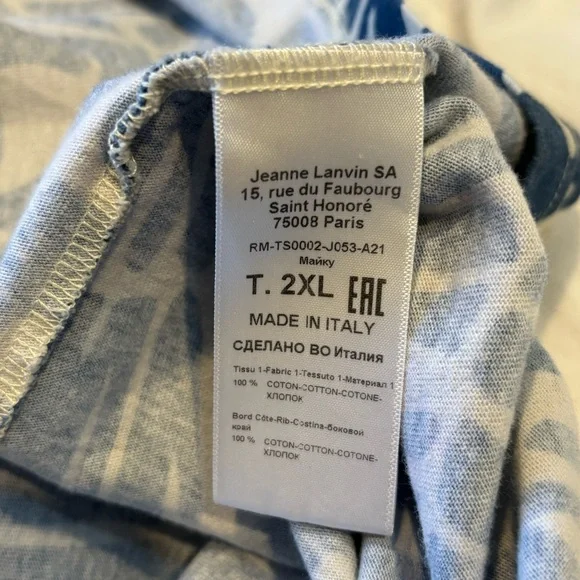 Jeanne Lanvin SA
15, rue du Faubourg
Saint Honoré
75008 Paris
RM-TS0002-J053-A21
Майку
T. 2XL EAC
MADE IN ITALY
СДЕЛАНО ВО Италия
Tissu 1-Fabric 1-Tessuto 1-Материал 1
100 % COTON-COTTON-COTONE-
ХЛОПОК
Bord Côte-Rib-Costina-боковой
край
100 % COTON-COTTON-COTONE-
ХЛОПОК